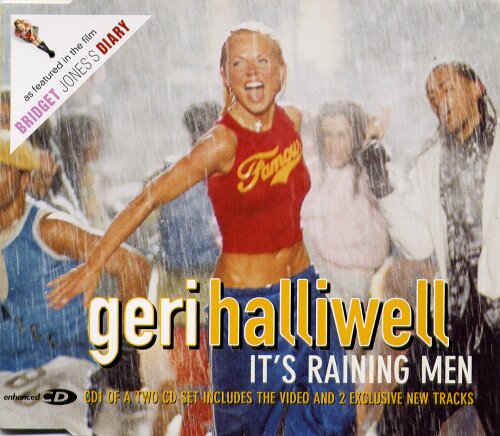 as featured in the film
BRIDGET JONES'S DIARY
Famous
geri halliwell
IT'S RAINING MEN
enhanced CD
CD1 OF A TWO CD SET INCLUDES THE VIDEO AND 2 EXCLUSIVE NEW TRACKS